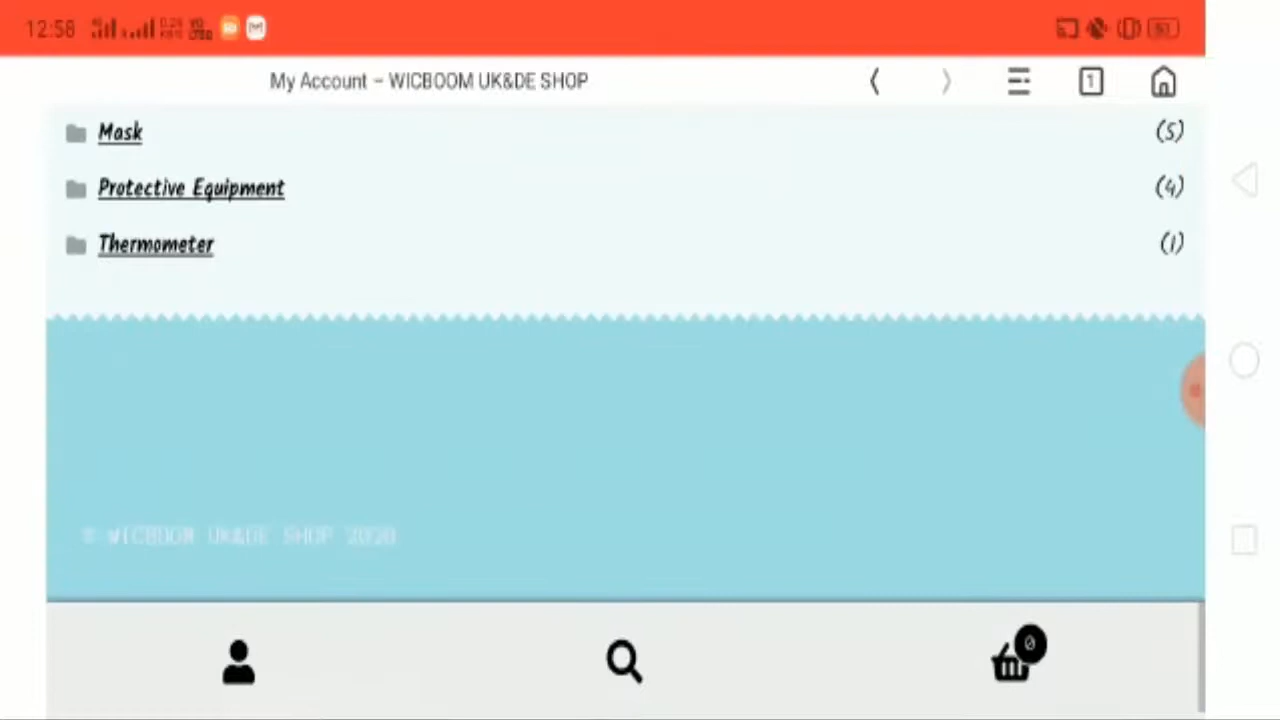 12:58
My Account – WICBOOM UK&DE SHOP
1
Mask (5)
Protective Equipment (4)
Thermometer (1)
© WICBOOM UK&DE SHOP 2020
0